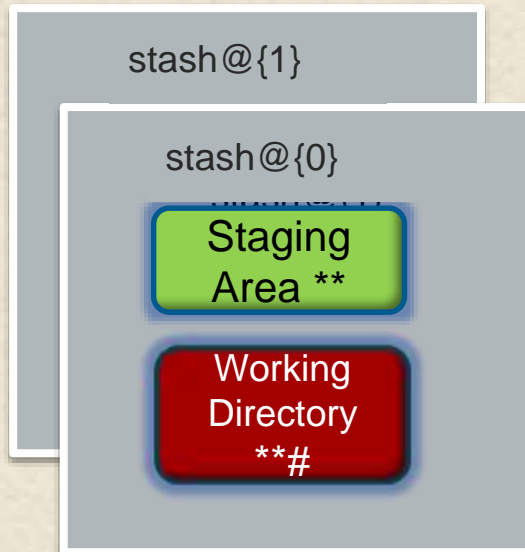 stash@{1}
stash@{0}
Staging
Area **
Working
Directory
**#